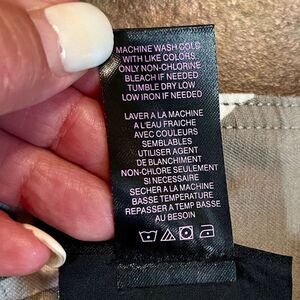 MACHINE WASH COLD
WITH LIKE COLORS.
ONLY NON-CHLORINE
BLEACH IF NEEDED
TUMBLE DRY LOW
LOW IRON IF NEEDED
LAVER A LA MACHINE
A L'EAU FRAICHE
AVEC COULEURS
SEMBLABLES
UTILISER AGENT
DE BLANCHIMENT
NON-CHLORE SEULEMENT
SI NECESSAIRE
SECHER A LA MACHINE
BASSE TEMPERATURE
REPASSER A TEMP BASSE
AU BESOIN